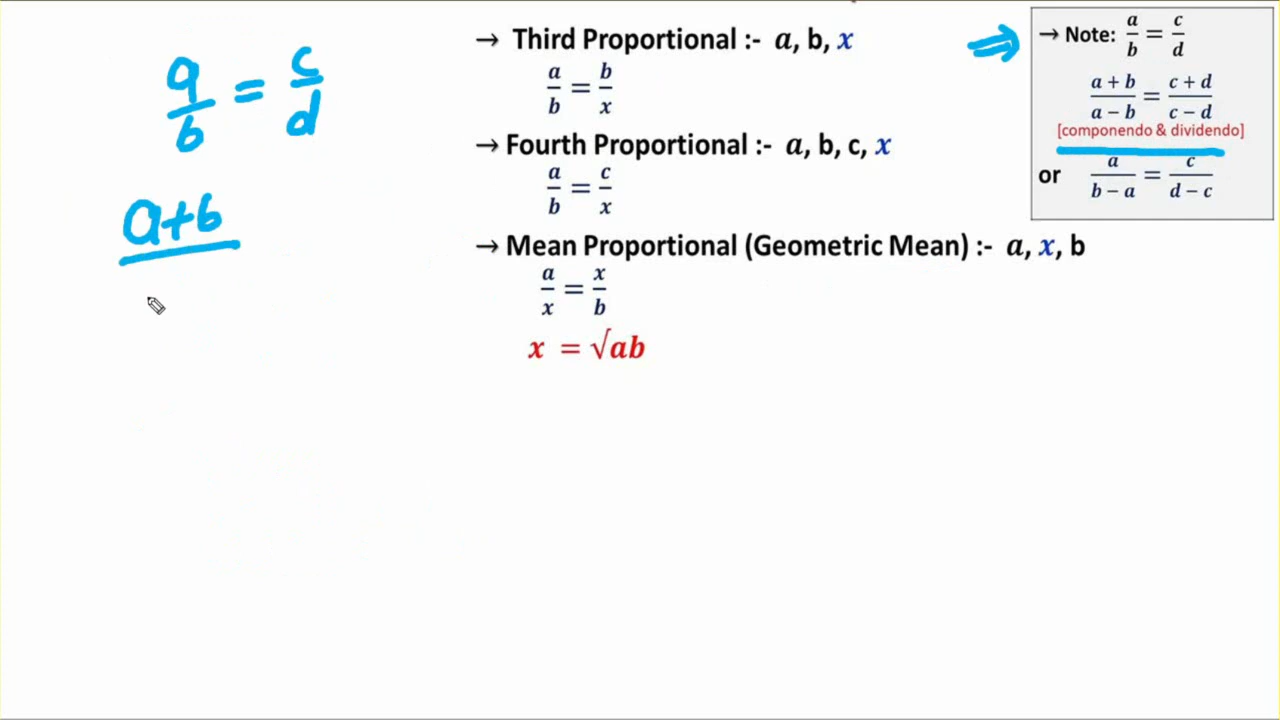 a/b = c/d
a+b
→ Third Proportional :- a, b, x
a/b = b/x
→ Fourth Proportional :- a, b, c, x
a/b = c/x
→ Mean Proportional (Geometric Mean) :- a, x, b
a/x = x/b
x = √ab
⇒
→ Note: a/b = c/d
(a + b)/(a − b) = (c + d)/(c − d)
[componendo & dividendo]
or a/(b − a) = c/(d − c)